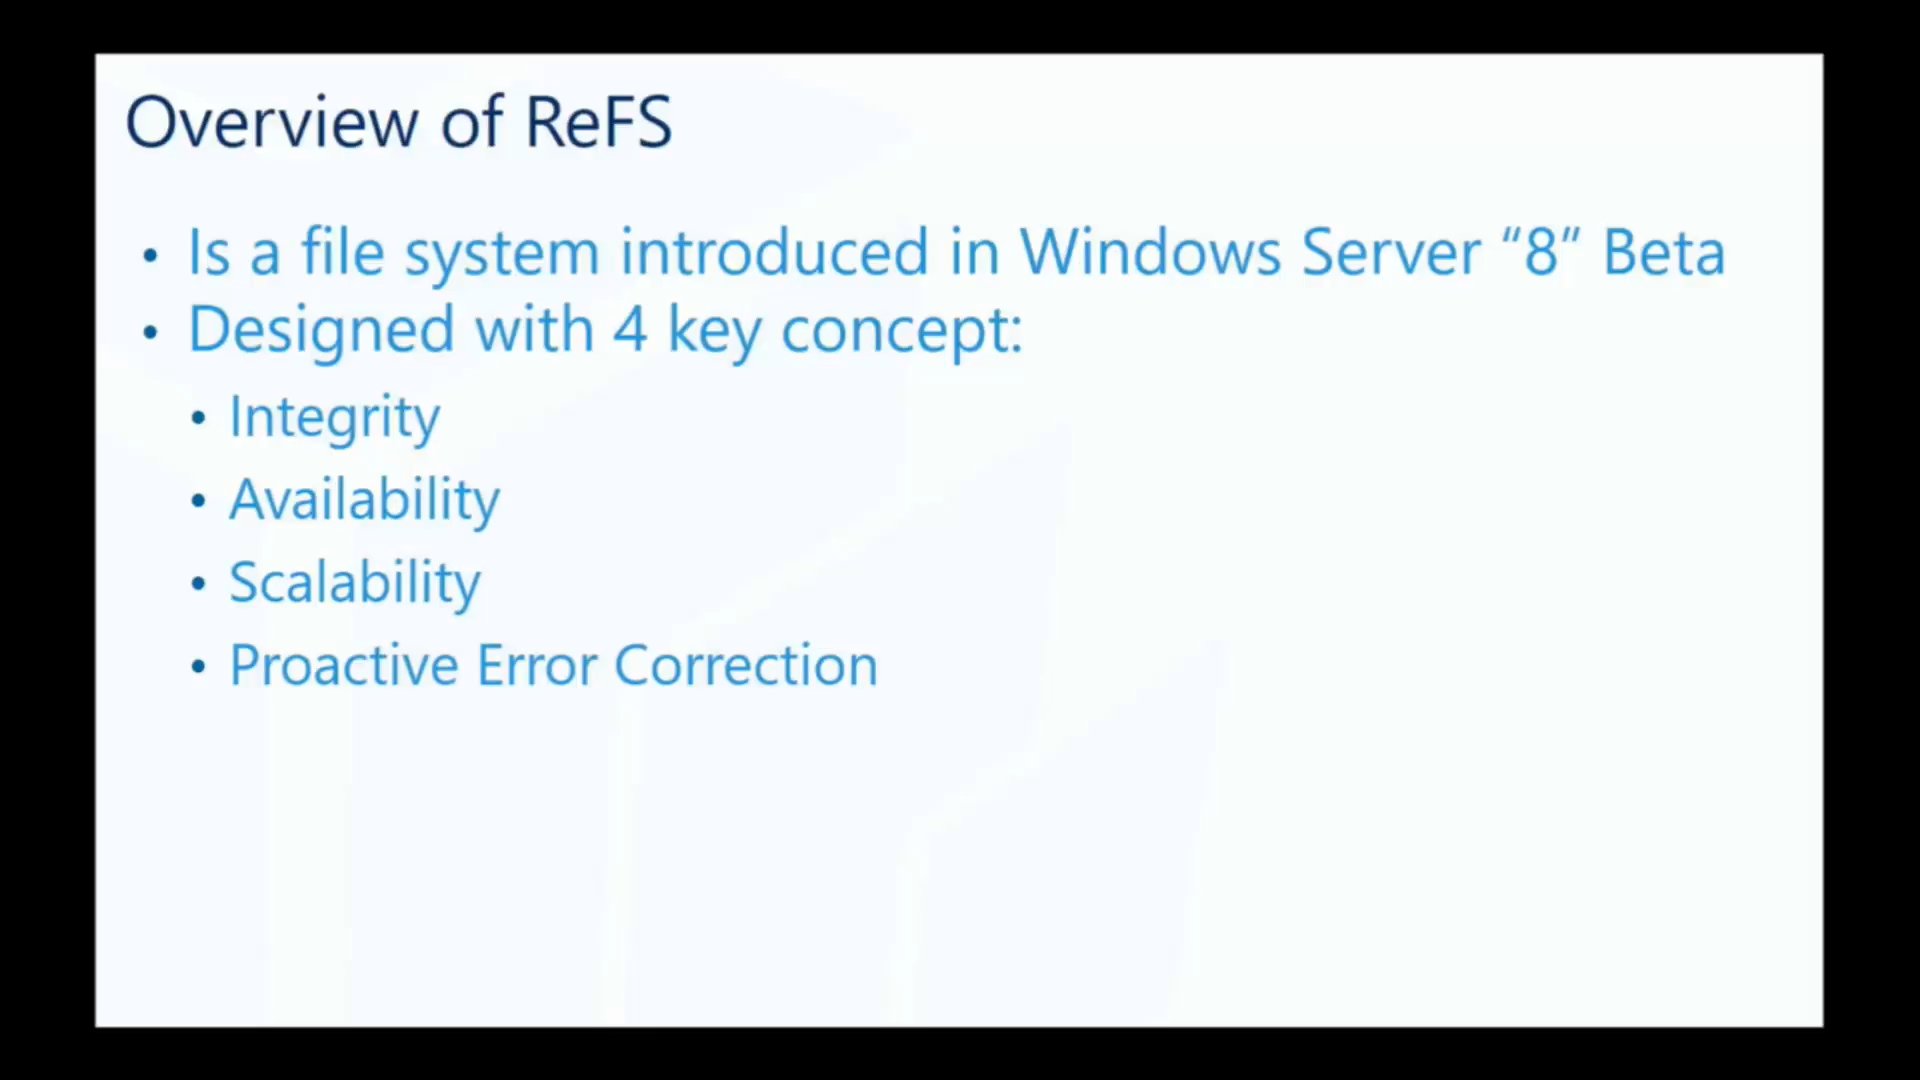 Overview of ReFS
• Is a file system introduced in Windows Server “8” Beta
• Designed with 4 key concept:
• Integrity
• Availability
• Scalability
• Proactive Error Correction